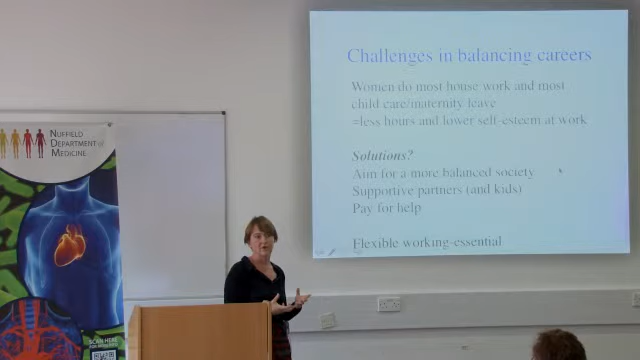 NUFFIELD
DEPARTMENT OF
MEDICINE
SCAN HERE
Challenges in balancing careers
Women do most house work and most
child care/maternity leave
=less hours and lower self-esteem at work
Solutions?
Aim for a more balanced society
Supportive partners (and kids)
Pay for help
Flexible working-essential